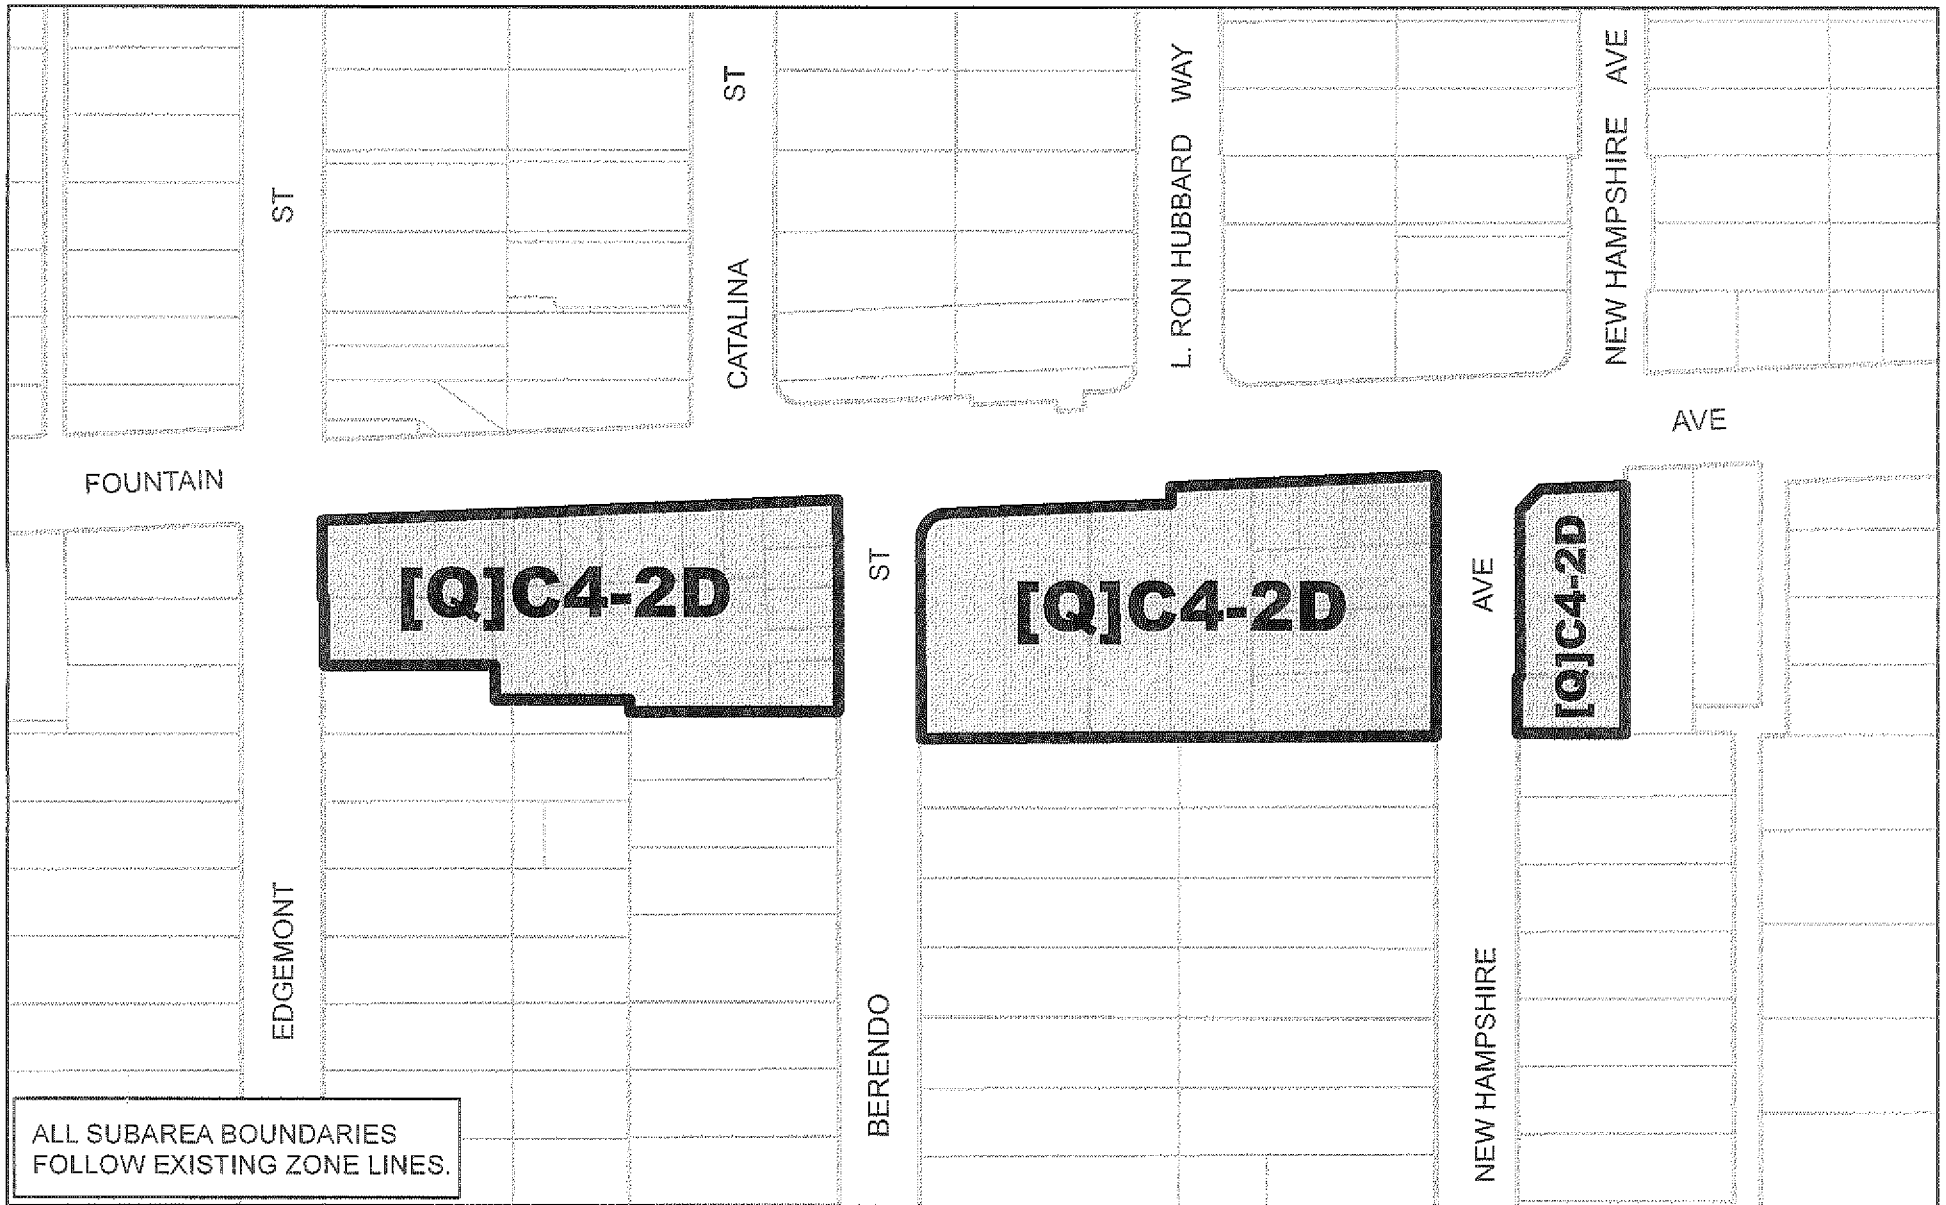 ST
CATALINA ST
L. RON HUBBARD WAY
NEW HAMPSHIRE AVE
FOUNTAIN AVE
[Q]C4-2D
[Q]C4-2D
[Q]C4-2D
EDGEMONT
BERENDO ST
NEW HAMPSHIRE AVE
ALL SUBAREA BOUNDARIES
FOLLOW EXISTING ZONE LINES.